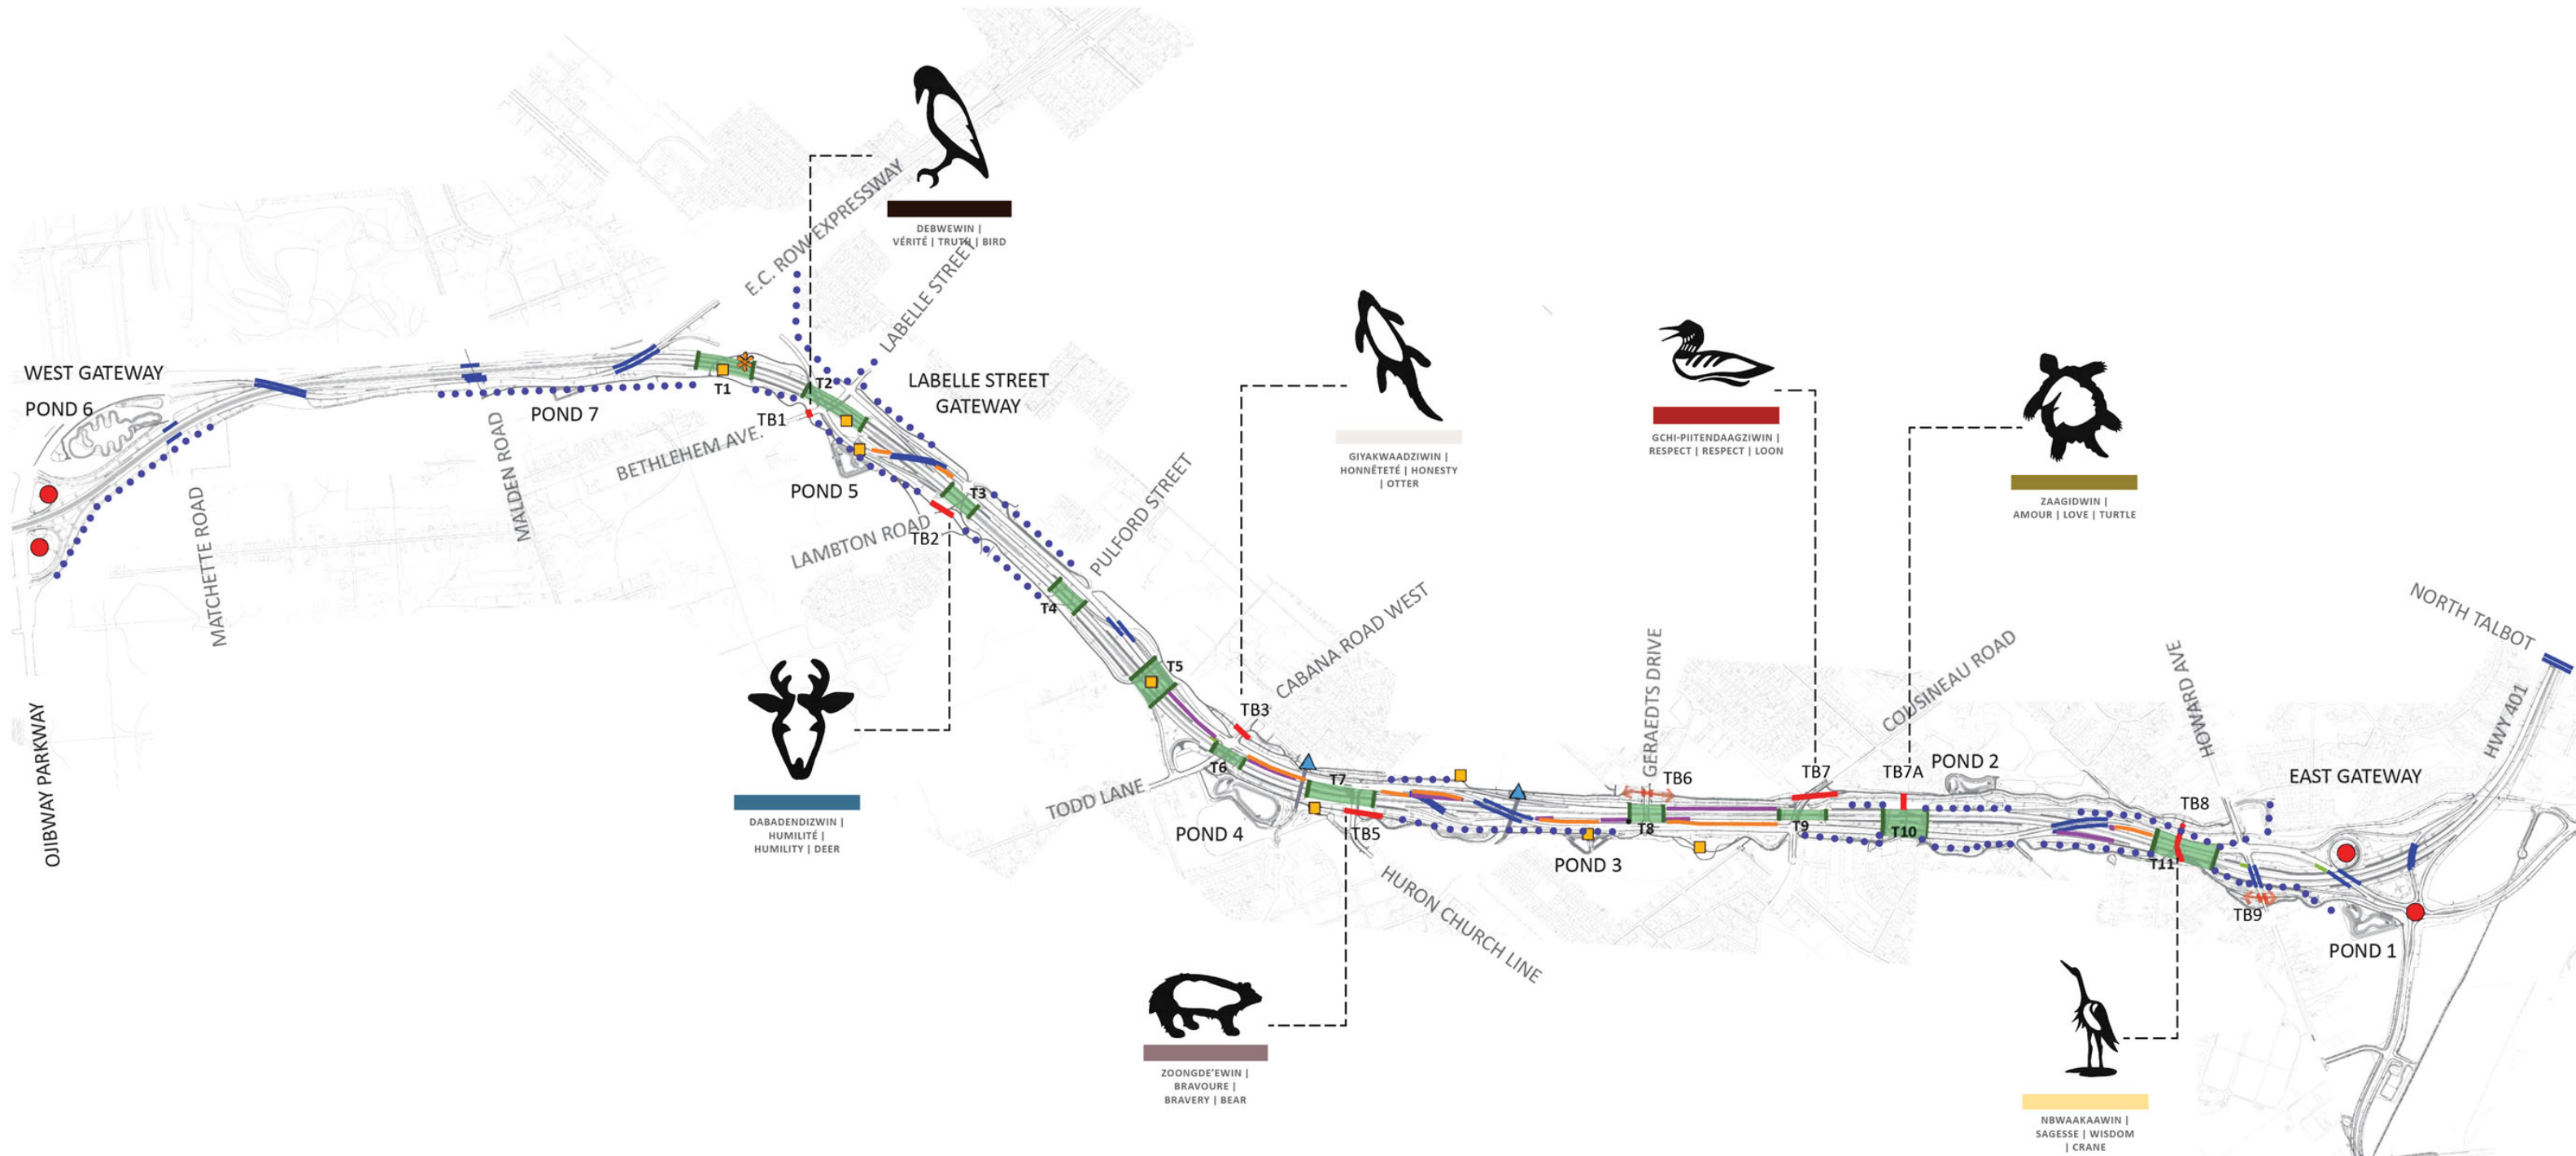 DEBWEWIN |
VÉRITÉ | TRUTH | BIRD
E.C. ROW EXPRESSWAY
LABELLE STREET
WEST GATEWAY
POND 6
POND 7
T1
T2
TB1
LABELLE STREET
GATEWAY
BETHLEHEM AVE.
MALDEN ROAD
MATCHETTE ROAD
OJIBWAY PARKWAY
POND 5
T3
LAMBTON ROAD
TB2
PULFORD STREET
T4
T5
GIYAKWAADZIWIN |
HONNÊTETÉ | HONESTY
| OTTER
GCHI-PIITENDAAGZIWIN |
RESPECT | RESPECT | LOON
ZAAGIDWIN |
AMOUR | LOVE | TURTLE
DABADENDIZWIN |
HUMILITÉ |
HUMILITY | DEER
TB3
CABANA ROAD WEST
T6
TODD LANE
POND 4
T7
TB5
HURON CHURCH LINE
POND 3
GERAEDTS DRIVE
TB6
T8
TB7
T9
COUSINEAU ROAD
TB7A
T10
POND 2
HOWARD AVE
TB8
T11
TB9
EAST GATEWAY
POND 1
HWY 401
NORTH TALBOT
ZOONGDE'EWIN |
BRAVOURE |
BRAVERY | BEAR
NBWAAKAAWIN |
SAGESSE | WISDOM
| CRANE